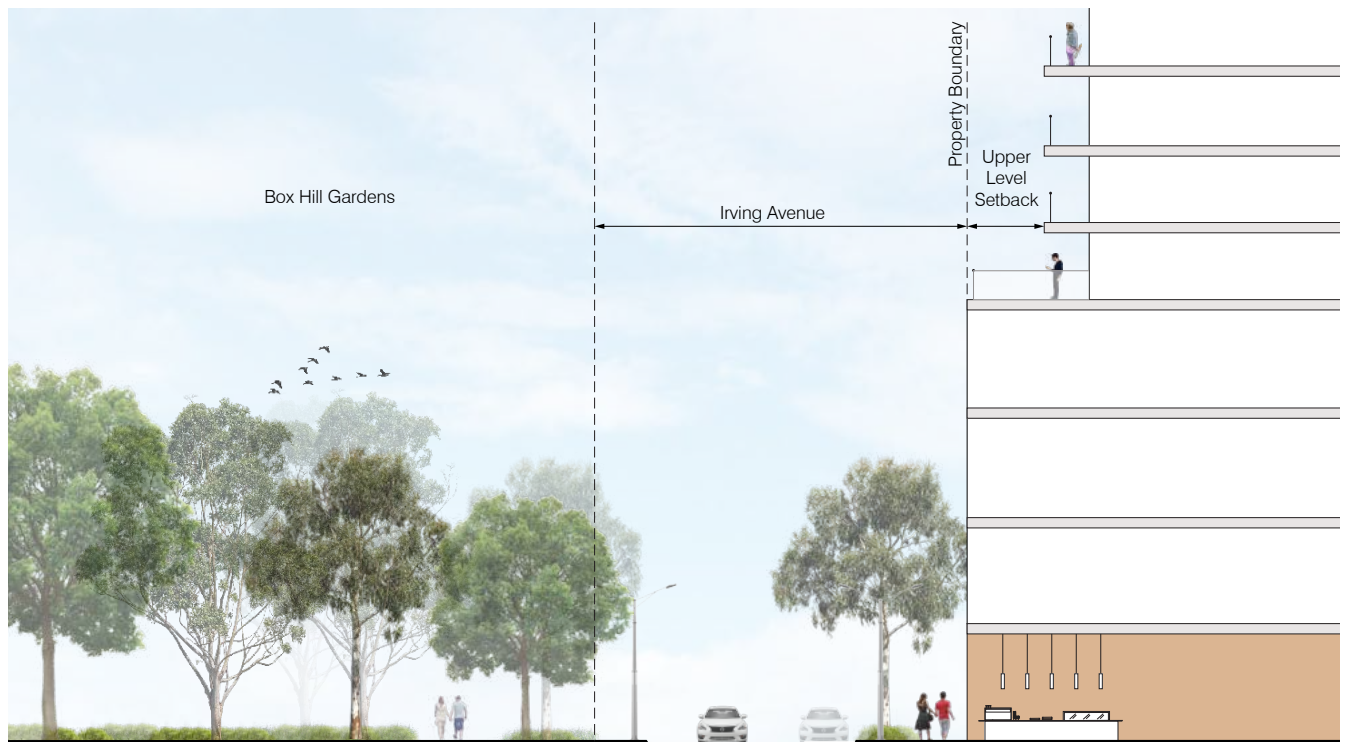 Property Boundary
Upper
Level
Setback
Box Hill Gardens
Irving Avenue